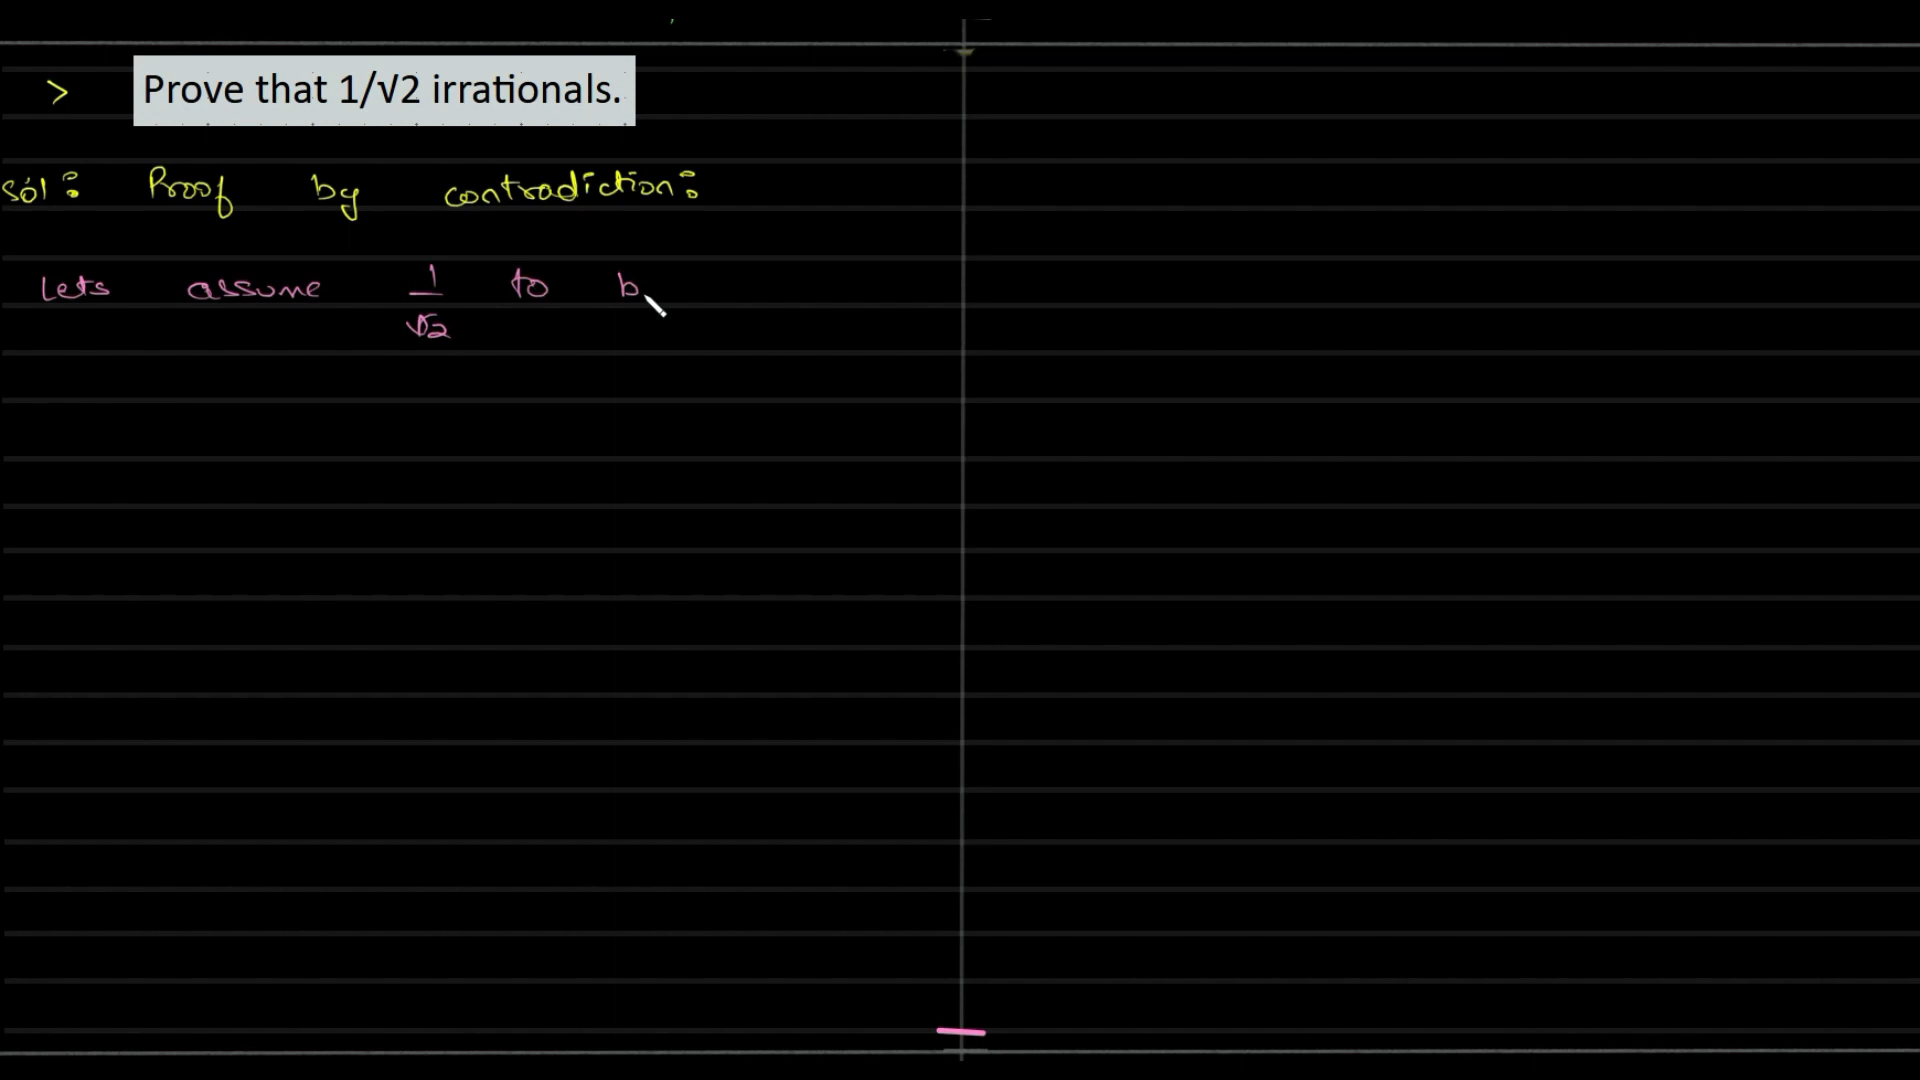 > Prove that 1/√2 irrationals.
sol: Proof by contradiction:
Lets assume 1/√2 to b